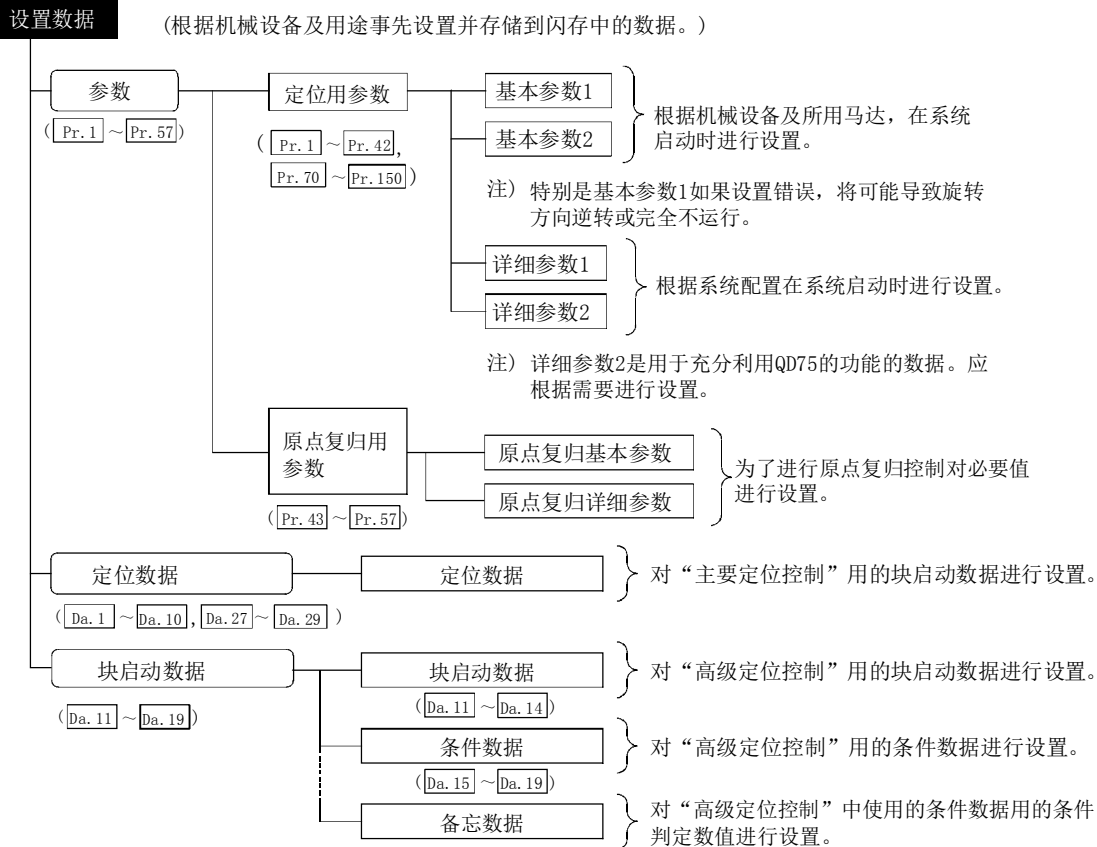 设置数据
(根据机械设备及用途事先设置并存储到闪存中的数据。)
参数
(Pr.1～Pr.57)
定位用参数
(Pr.1～Pr.42,
Pr.70～Pr.150)
基本参数1
基本参数2
根据机械设备及所用马达，在系统
启动时进行设置。
注) 特别是基本参数1如果设置错误，将可能导致旋转
方向逆转或完全不运行。
详细参数1
详细参数2
根据系统配置在系统启动时进行设置。
注) 详细参数2是用于充分利用QD75的功能的数据。应
根据需要进行设置。
原点复归用
参数
(Pr.43～Pr.57)
原点复归基本参数
原点复归详细参数
为了进行原点复归控制对必要值
进行设置。
定位数据
(Da.1～Da.10,Da.27～Da.29)
定位数据
对“主要定位控制”用的块启动数据进行设置。
块启动数据
(Da.11～Da.19)
块启动数据
(Da.11～Da.14)
对“高级定位控制”用的块启动数据进行设置。
条件数据
(Da.15～Da.19)
对“高级定位控制”用的条件数据进行设置。
备忘数据
对“高级定位控制”中使用的条件数据用的条件
判定数值进行设置。